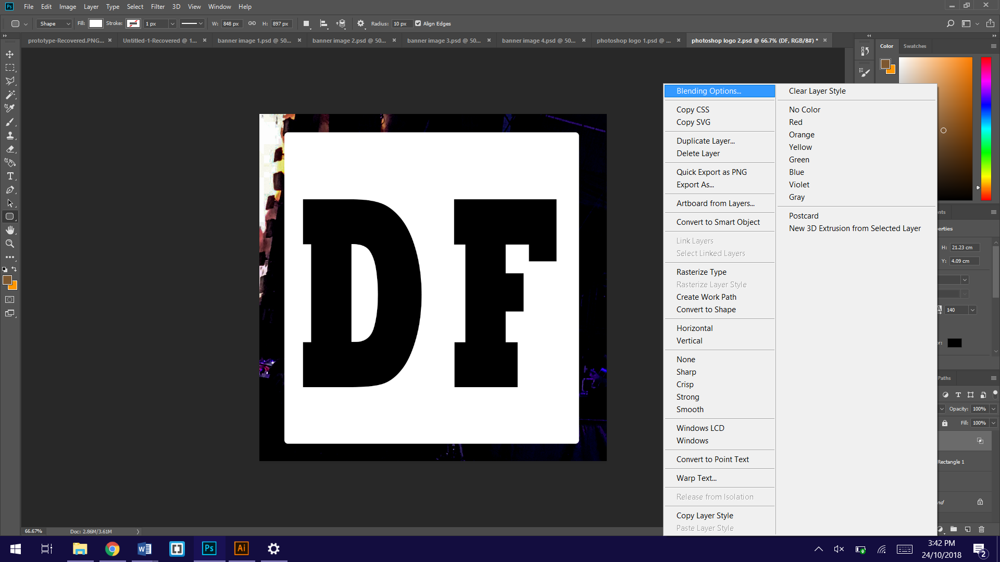 Ps File Edit Image Layer Type Select Filter 3D View Window Help
Shape Fill: Stroke: 1 px W: 848 px H: 897 px Radius: 10 px Align Edges
prototype-Recovered.PNG... Untitled-1-Recovered @ 1... banner image 1.psd @ 50... banner image 2.psd @ 50... banner image 3.psd @ 50... banner image 4.psd @ 50... photoshop logo 1.psd @ ... photoshop logo 2.psd @ 66.7% (DF, RGB/8#) *
Color Swatches
DF
Blending Options...
Copy CSS
Copy SVG
Duplicate Layer...
Delete Layer
Quick Export as PNG
Export As...
Artboard from Layers...
Convert to Smart Object
Link Layers
Select Linked Layers
Rasterize Type
Rasterize Layer Style
Create Work Path
Convert to Shape
Horizontal
Vertical
None
Sharp
Crisp
Strong
Smooth
Windows LCD
Windows
Convert to Point Text
Warp Text...
Release from Isolation
Copy Layer Style
Paste Layer Style
Clear Layer Style
No Color
Red
Orange
Yellow
Green
Blue
Violet
Gray
Postcard
New 3D Extrusion from Selected Layer
nts
erties
H: 21.23 cm
Y: 4.09 cm
140
or:
Paths
Opacity: 100%
Fill: 100%
Rectangle 1
nd
66.67% Doc: 2.86M/3.61M
Ps Ai
3:42 PM
24/10/2018
2